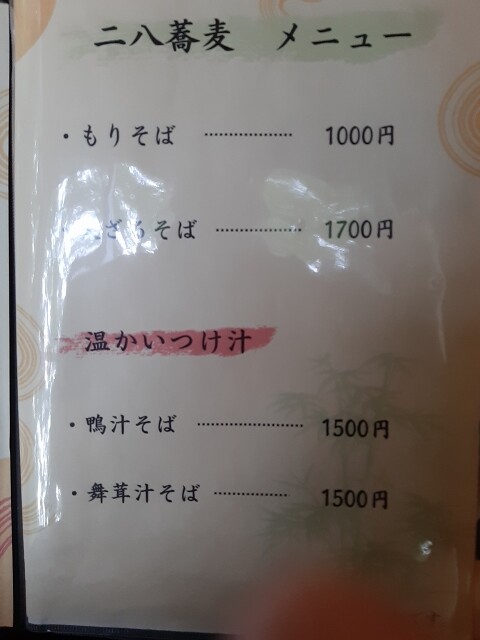 二八蕎麦 メニュー
・もりそば ………………… 1000円
ざるそば ………………… 1700円
温かいつけ汁
・鴨汁そば ………………… 1500円
・舞茸汁そば ………………… 1500円